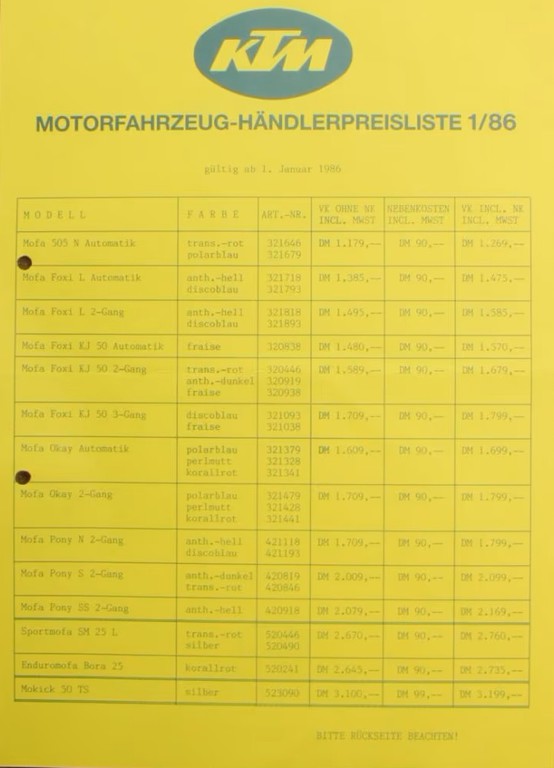 KTM
MOTORFAHRZEUG-HÄNDLERPREISLISTE 1/86
gültig ab 1. Januar 1986
MODELL FARBE ART.-NR. VK OHNE NK NEBENKOSTEN VK INCL. NK
INCL. MWST INCL. MWST INCL. MWST
Mofa 505 N Automatik trans.-rot 321646 DM 1.179,-- DM 90,-- DM 1.269,--
polarblau 321679
Mofa Foxi L Automatik anth.-hell 321718 DM 1.385,-- DM 90,-- DM 1.475,--
discoblau 321793
Mofa Foxi L 2-Gang anth.-hell 321818 DM 1.495,-- DM 90,-- DM 1.585,--
discoblau 321893
Mofa Foxi KJ 50 Automatik fraise 320838 DM 1.480,-- DM 90,-- DM 1.570,--
Mofa Foxi KJ 50 2-Gang trans.-rot 320446 DM 1.589,-- DM 90,-- DM 1.679,--
anth.-dunkel 320919
fraise 320938
Mofa Foxi KJ 50 3-Gang discoblau 321093 DM 1.709,-- DM 90,-- DM 1.799,--
fraise 321038
Mofa Okay Automatik polarblau 321379 DM 1.609,-- DM 90,-- DM 1.699,--
perlmutt 321328
korallrot 321341
Mofa Okay 2-Gang polarblau 321479 DM 1.709,-- DM 90,-- DM 1.799,--
perlmutt 321428
korallrot 321441
Mofa Pony N 2-Gang anth.-hell 421118 DM 1.709,-- DM 90,-- DM 1.799,--
discoblau 421193
Mofa Pony S 2-Gang anth.-dunkel 420819 DM 2.009,-- DM 90,-- DM 2.099,--
trans.-rot 420846
Mofa Pony SS 2-Gang anth.-hell 420918 DM 2.079,-- DM 90,-- DM 2.169,--
Sportmofa SM 25 L trans.-rot 520446 DM 2.670,-- DM 90,-- DM 2.760,--
silber 520490
Enduromofa Bora 25 korallrot 520241 DM 2.645,-- DM 90,-- DM 2.735,--
Mokick 50 TS silber 523090 DM 3.100,-- DM 99,-- DM 3.199,--
BITTE RÜCKSEITE BEACHTEN!